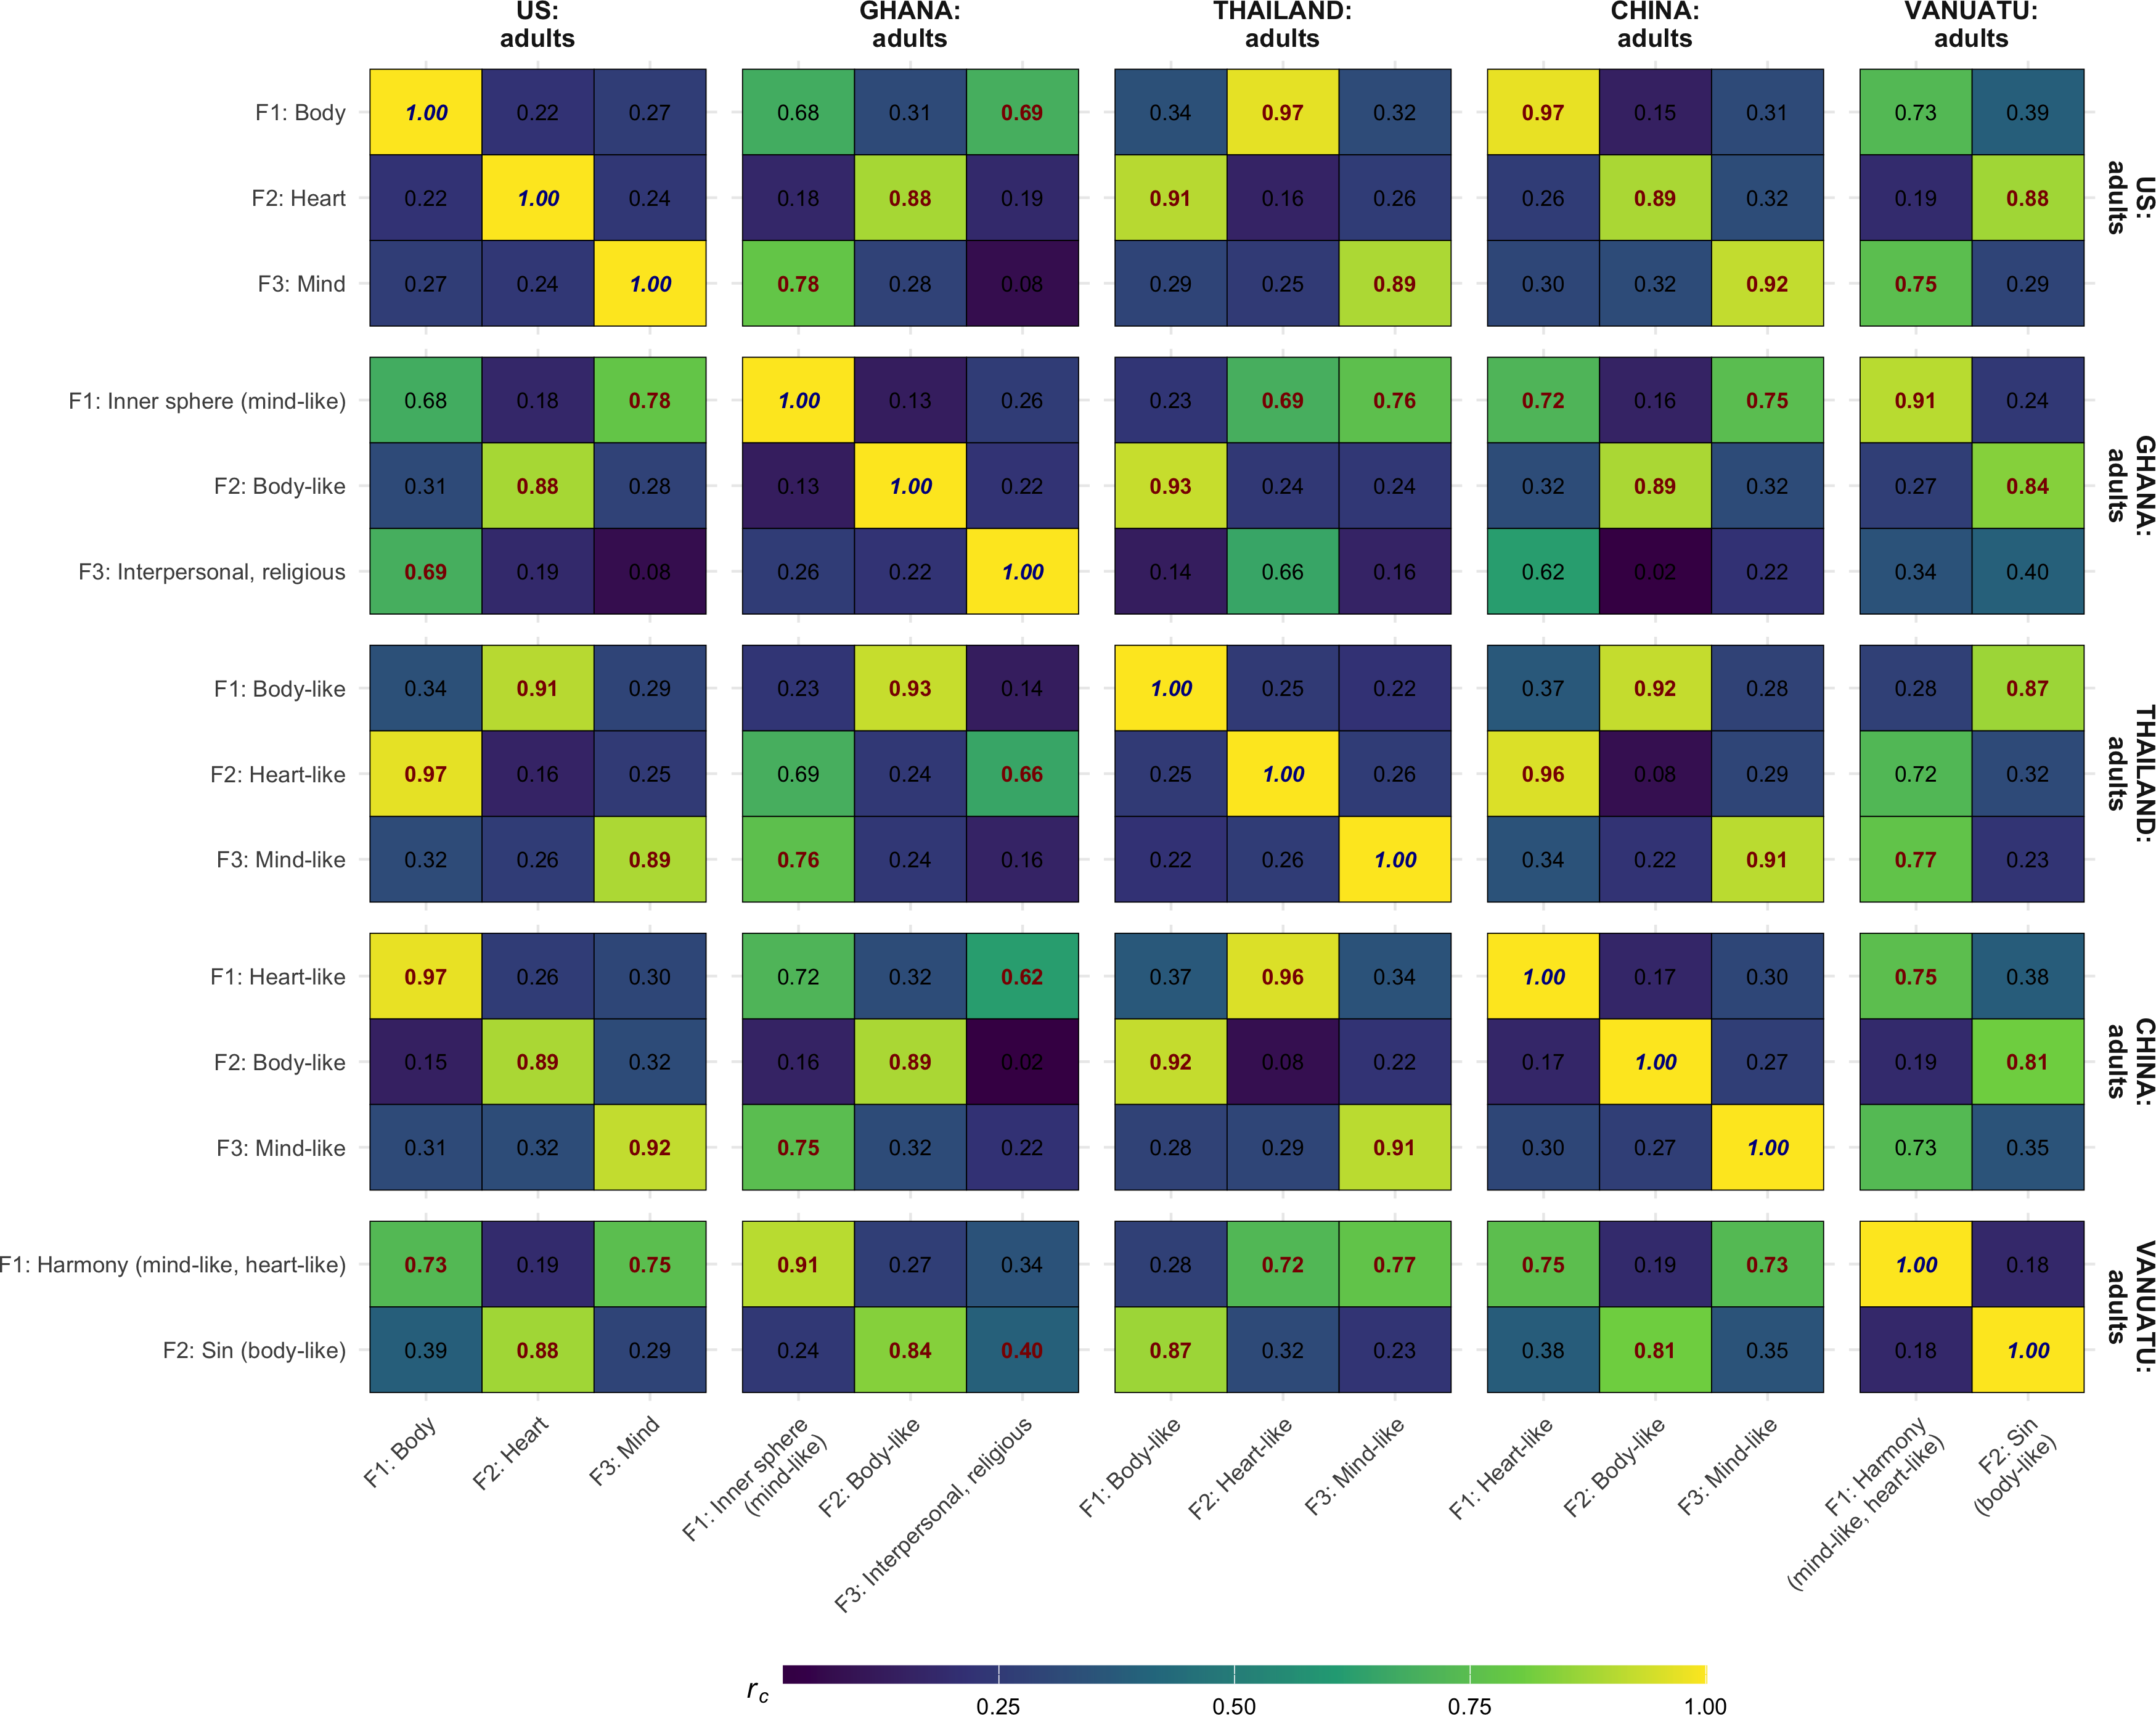 US: GHANA: THAILAND: CHINA: VANUATU:
adults adults adults adults adults
F1: Body 1.00 0.22 0.27 0.68 0.31 0.69 0.34 0.97 0.32 0.97 0.15 0.31 0.73 0.39
F2: Heart 0.22 1.00 0.24 0.18 0.88 0.19 0.91 0.16 0.26 0.26 0.89 0.32 0.19 0.88
F3: Mind 0.27 0.24 1.00 0.78 0.28 0.08 0.29 0.25 0.89 0.30 0.32 0.92 0.75 0.29
US:
adults
F1: Inner sphere (mind-like) 0.68 0.18 0.78 1.00 0.13 0.26 0.23 0.69 0.76 0.72 0.16 0.75 0.91 0.24
F2: Body-like 0.31 0.88 0.28 0.13 1.00 0.22 0.93 0.24 0.24 0.32 0.89 0.32 0.27 0.84
F3: Interpersonal, religious 0.69 0.19 0.08 0.26 0.22 1.00 0.14 0.66 0.16 0.62 0.02 0.22 0.34 0.40
GHANA:
adults
F1: Body-like 0.34 0.91 0.29 0.23 0.93 0.14 1.00 0.25 0.22 0.37 0.92 0.28 0.28 0.87
F2: Heart-like 0.97 0.16 0.25 0.69 0.24 0.66 0.25 1.00 0.26 0.96 0.08 0.29 0.72 0.32
F3: Mind-like 0.32 0.26 0.89 0.76 0.24 0.16 0.22 0.26 1.00 0.34 0.22 0.91 0.77 0.23
THAILAND:
adults
F1: Heart-like 0.97 0.26 0.30 0.72 0.32 0.62 0.37 0.96 0.34 1.00 0.17 0.30 0.75 0.38
F2: Body-like 0.15 0.89 0.32 0.16 0.89 0.02 0.92 0.08 0.22 0.17 1.00 0.27 0.19 0.81
F3: Mind-like 0.31 0.32 0.92 0.75 0.32 0.22 0.28 0.29 0.91 0.30 0.27 1.00 0.73 0.35
CHINA:
adults
F1: Harmony (mind-like, heart-like) 0.73 0.19 0.75 0.91 0.27 0.34 0.28 0.72 0.77 0.75 0.19 0.73 1.00 0.18
F2: Sin (body-like) 0.39 0.88 0.29 0.24 0.84 0.40 0.87 0.32 0.23 0.38 0.81 0.35 0.18 1.00
VANUATU:
adults
F1: Body
F2: Heart
F3: Mind
F1: Inner sphere
(mind-like)
F2: Body-like
F3: Interpersonal, religious
F1: Body-like
F2: Heart-like
F3: Mind-like
F1: Heart-like
F2: Body-like
F3: Mind-like
F1: Harmony
(mind-like, heart-like)
F2: Sin
(body-like)
rc
0.25 0.50 0.75 1.00